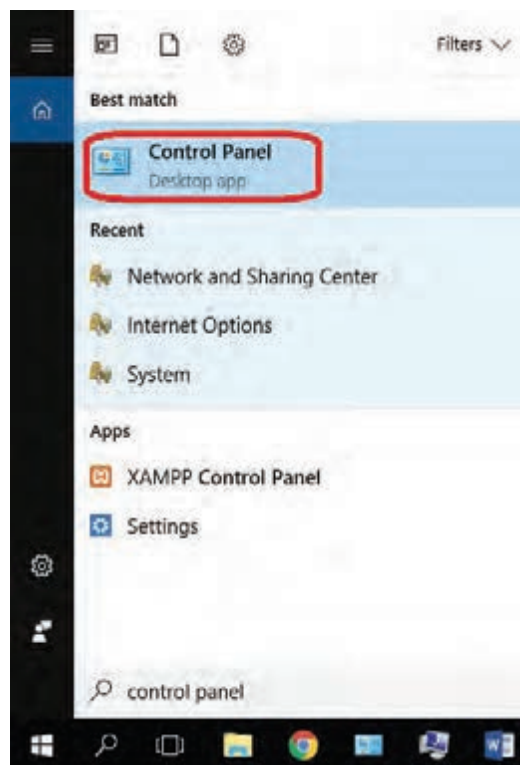 Filters
Best match
Control Panel
Desktop app
Recent
Network and Sharing Center
Internet Options
System
Apps
XAMPP Control Panel
Settings
control panel